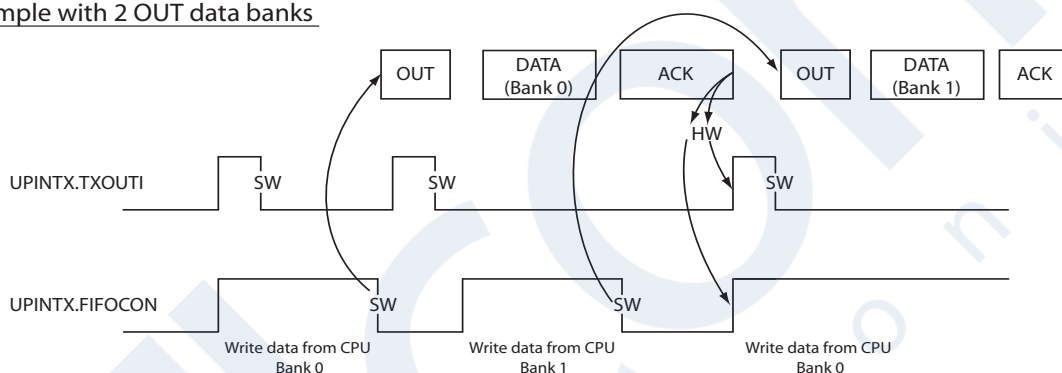 mple with 2 OUT data banks
OUT
DATA
(Bank 0)
ACK
OUT
DATA
(Bank 1)
ACK
HW
UPINTX.TXOUTI
SW
SW
SW
UPINTX.FIFOCON
SW
SW
Write data from CPU
Bank 0
Write data from CPU
Bank 1
Write data from CPU
Bank 0